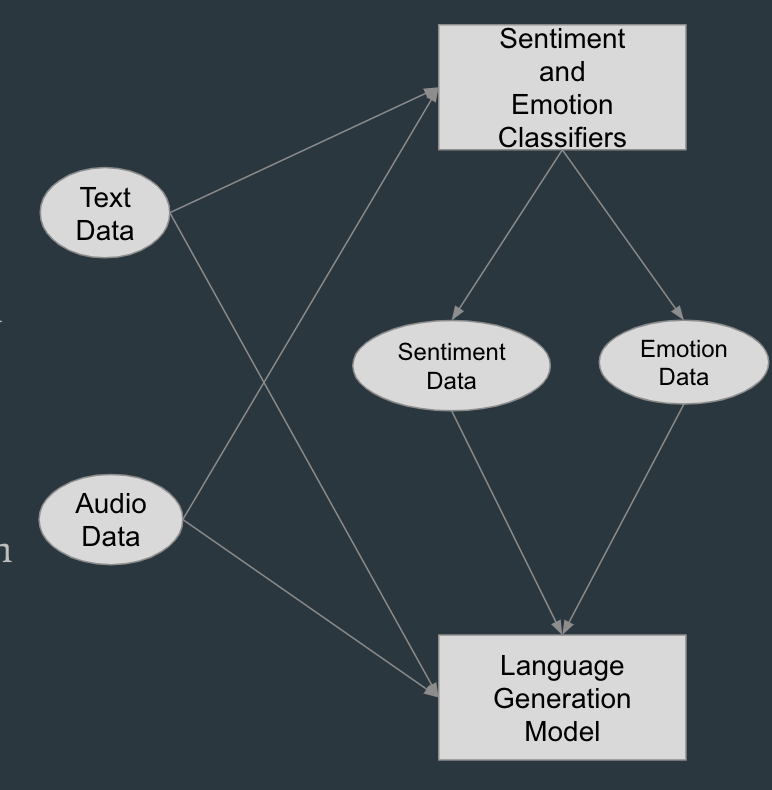 Sentiment
and
Emotion
Classifiers
Text
Data
Sentiment
Data
Emotion
Data
Audio
Data
Language
Generation
Model